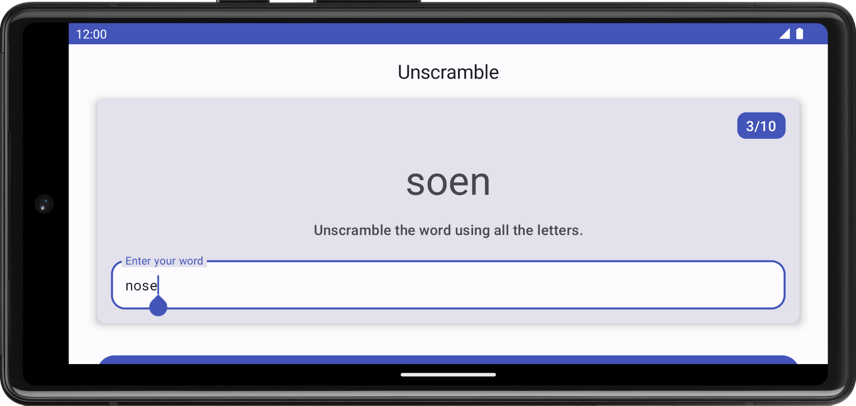 12:00
Unscramble
3/10
soen
Unscramble the word using all the letters.
Enter your word
nose